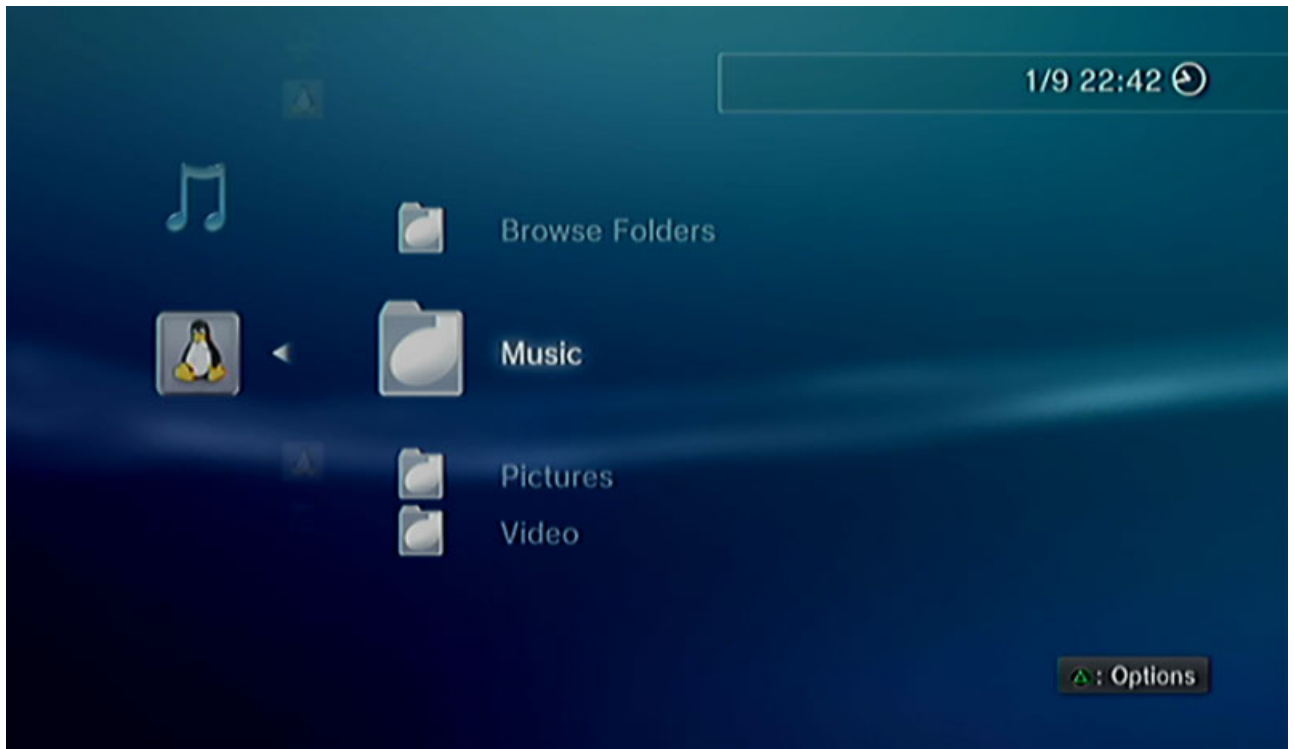 1/9 22:42
Browse Folders
Music
Pictures
Video
: Options